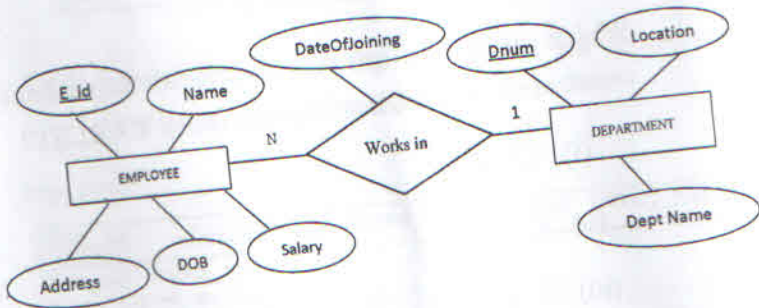 DateOfJoining
Dnum
Location
E_id
Name
N
Works in
1
DEPARTMENT
EMPLOYEE
Dept Name
Salary
DOB
Address